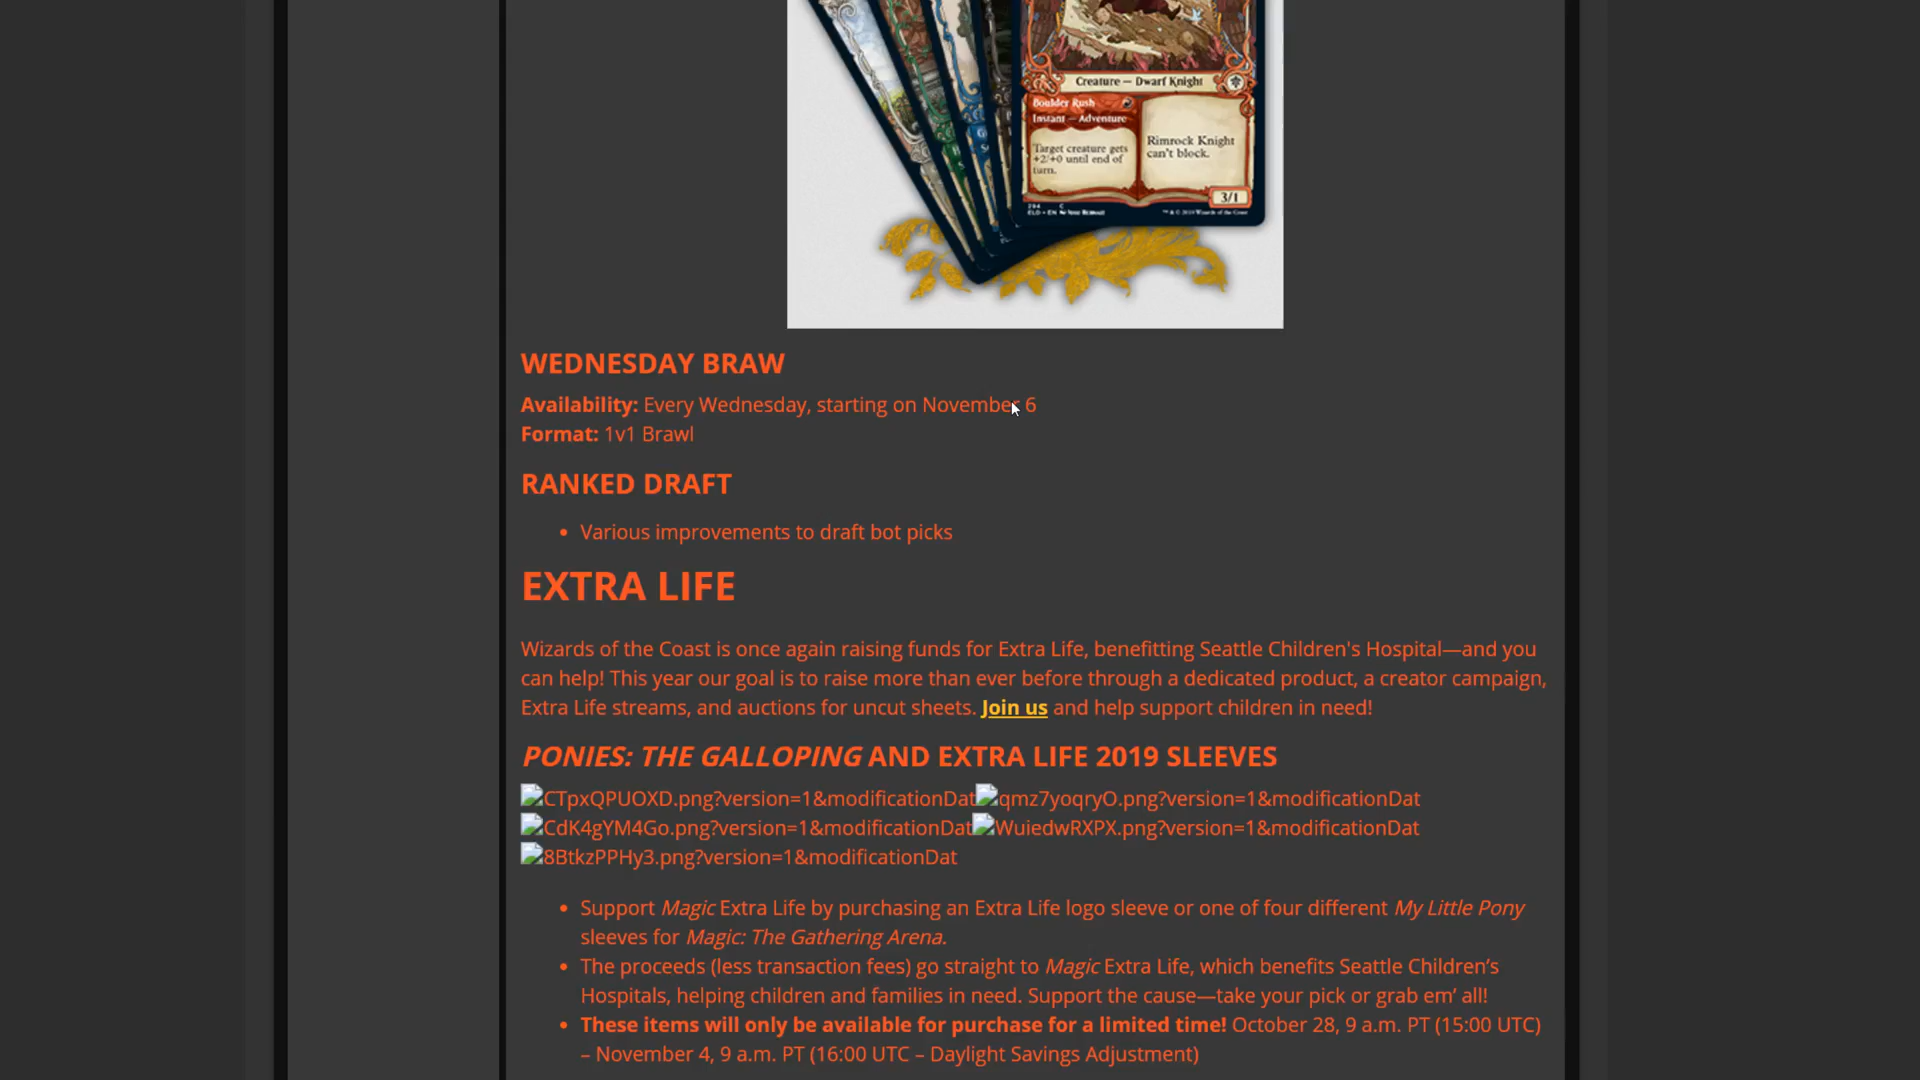 Creature — Dwarf Knight
Boulder Rush
Instant — Adventure
Target creature gets
+2/+0 until end of
turn.
Rimrock Knight
can't block.
3/1
WEDNESDAY BRAW
Availability: Every Wednesday, starting on November 6
Format: 1v1 Brawl
RANKED DRAFT
• Various improvements to draft bot picks
EXTRA LIFE
Wizards of the Coast is once again raising funds for Extra Life, benefitting Seattle Children's Hospital—and you
can help! This year our goal is to raise more than ever before through a dedicated product, a creator campaign,
Extra Life streams, and auctions for uncut sheets. Join us and help support children in need!
PONIES: THE GALLOPING AND EXTRA LIFE 2019 SLEEVES
CTpxQPUOXD.png?version=1&modificationDat qmz7yoqryO.png?version=1&modificationDat
CdK4gYM4Go.png?version=1&modificationDat WuiedwRXPX.png?version=1&modificationDat
8BtkzPPHy3.png?version=1&modificationDat
• Support Magic Extra Life by purchasing an Extra Life logo sleeve or one of four different My Little Pony
sleeves for Magic: The Gathering Arena.
• The proceeds (less transaction fees) go straight to Magic Extra Life, which benefits Seattle Children's
Hospitals, helping children and families in need. Support the cause—take your pick or grab em' all!
• These items will only be available for purchase for a limited time! October 28, 9 a.m. PT (15:00 UTC)
– November 4, 9 a.m. PT (16:00 UTC – Daylight Savings Adjustment)